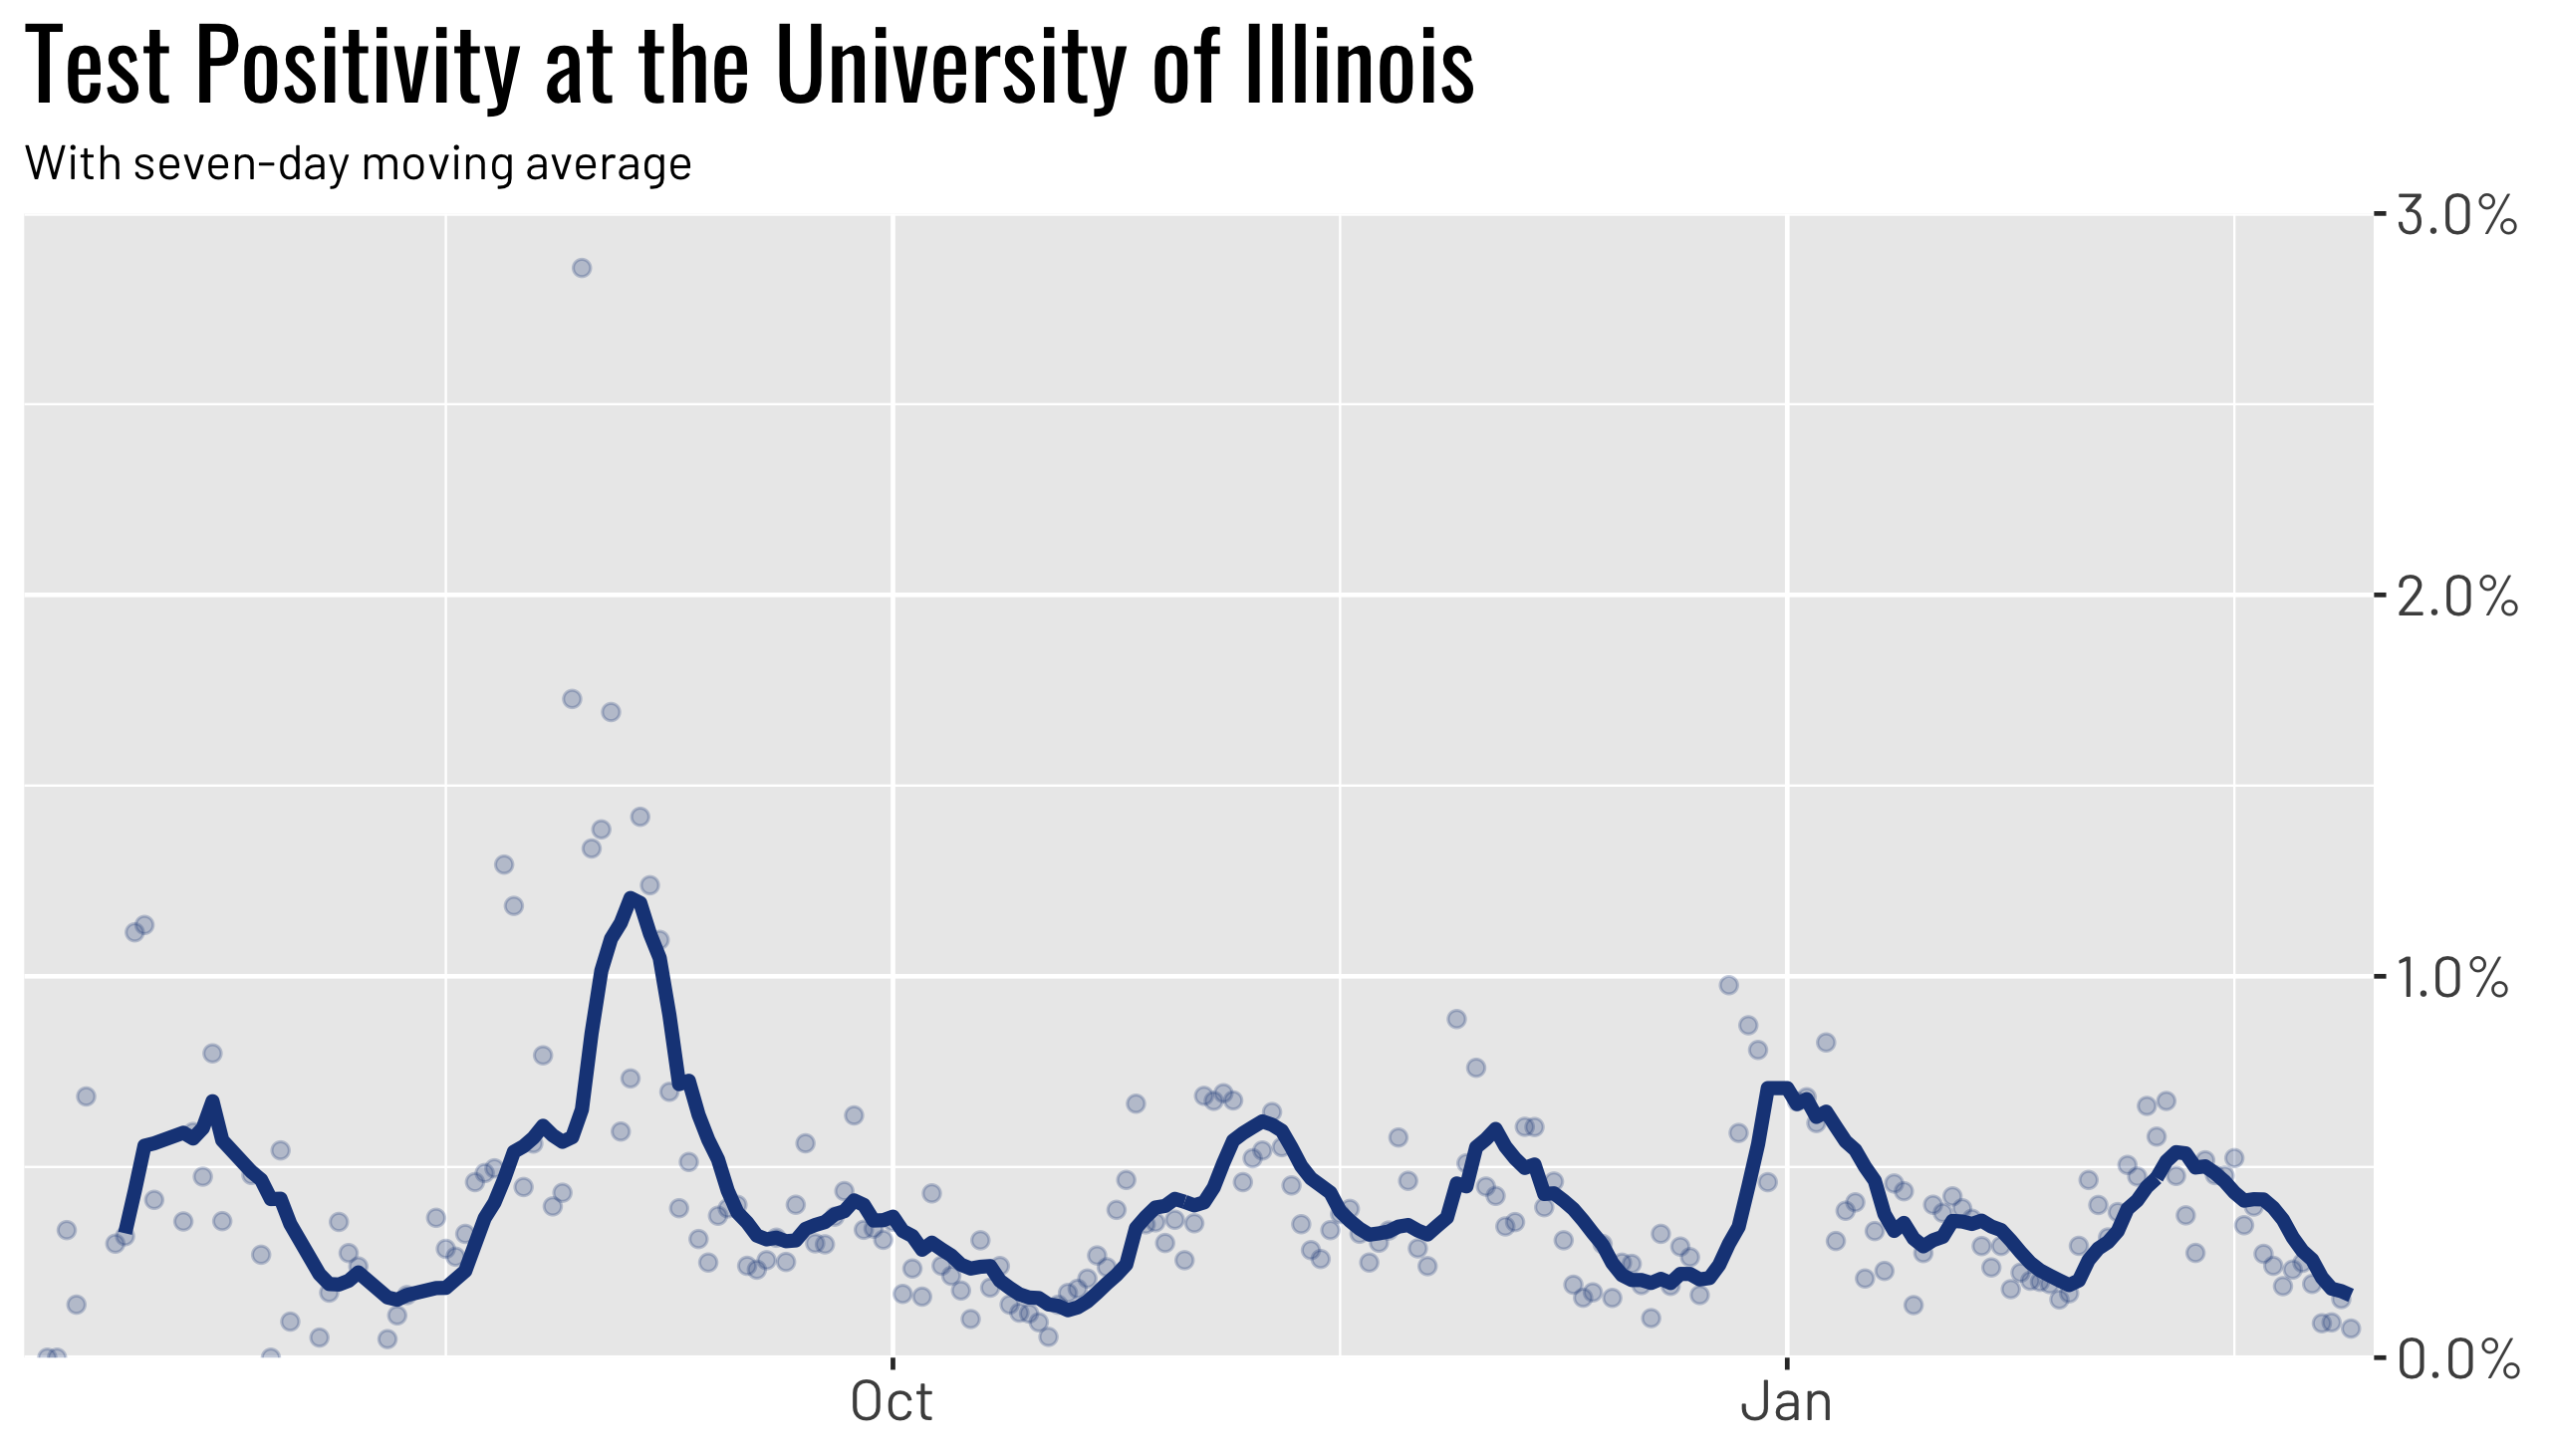 Test Positivity at the University of Illinois
With seven-day moving average
3.0%
2.0%
1.0%
0.0%
Oct
Jan